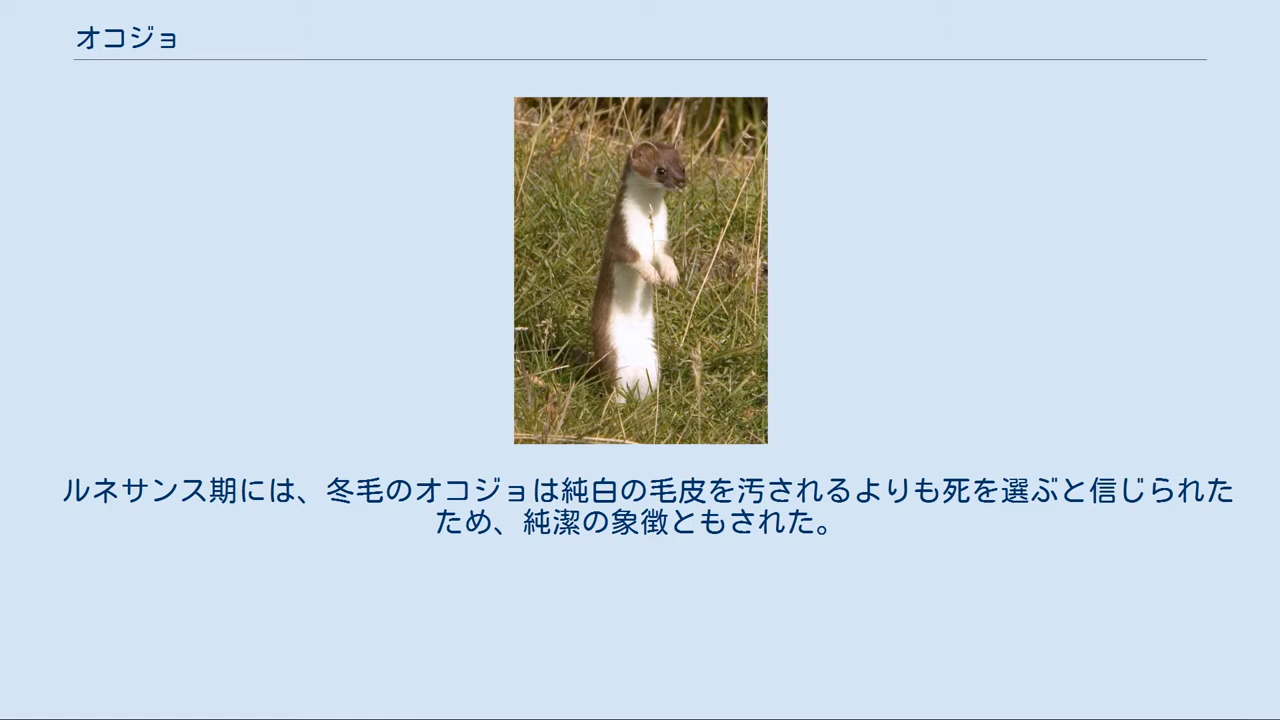 オコジョ
ルネサンス期には、冬毛のオコジョは純白の毛皮を汚されるよりも死を選ぶと信じられた
ため、純潔の象徴ともされた。